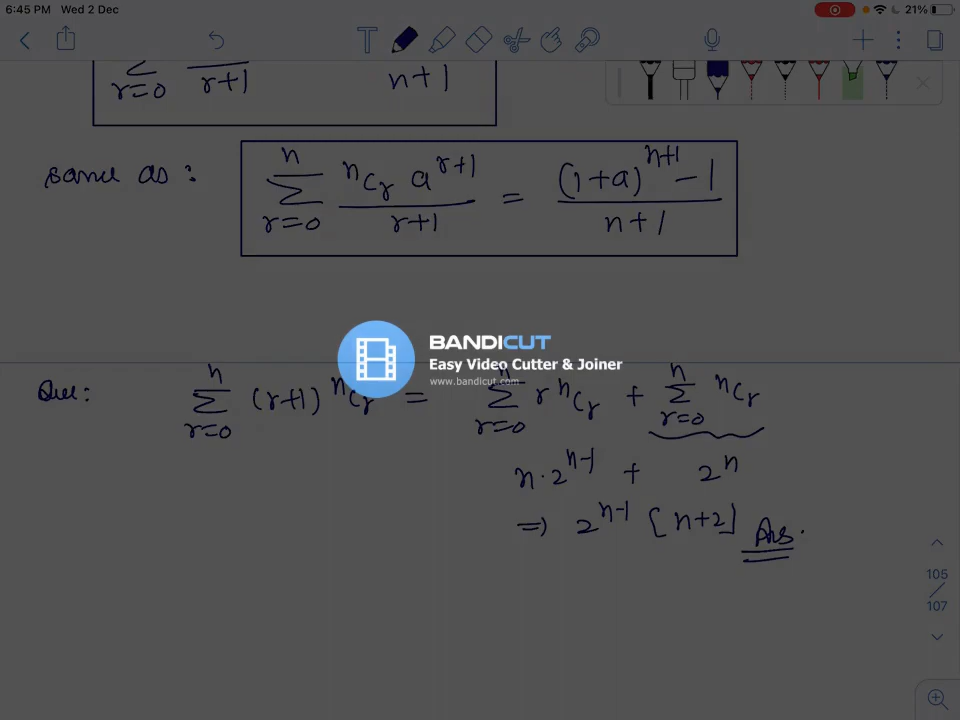 6:45 PM Wed 2 Dec 21%
r=0 r+1 n+1
same as : n∑r=0 ⁿCᵣ a^(r+1) / r+1 = (1+a)^(n+1) - 1 / n+1
BANDICUT
Easy Video Cutter & Joiner
www.bandicut.com
Que: n∑r=0 (r+1) ⁿCᵣ = n∑r=0 r ⁿCᵣ + n∑r=0 ⁿCᵣ
n·2^(n-1) + 2^n
=> 2^(n-1) [n+2] Ans.
105
/
107